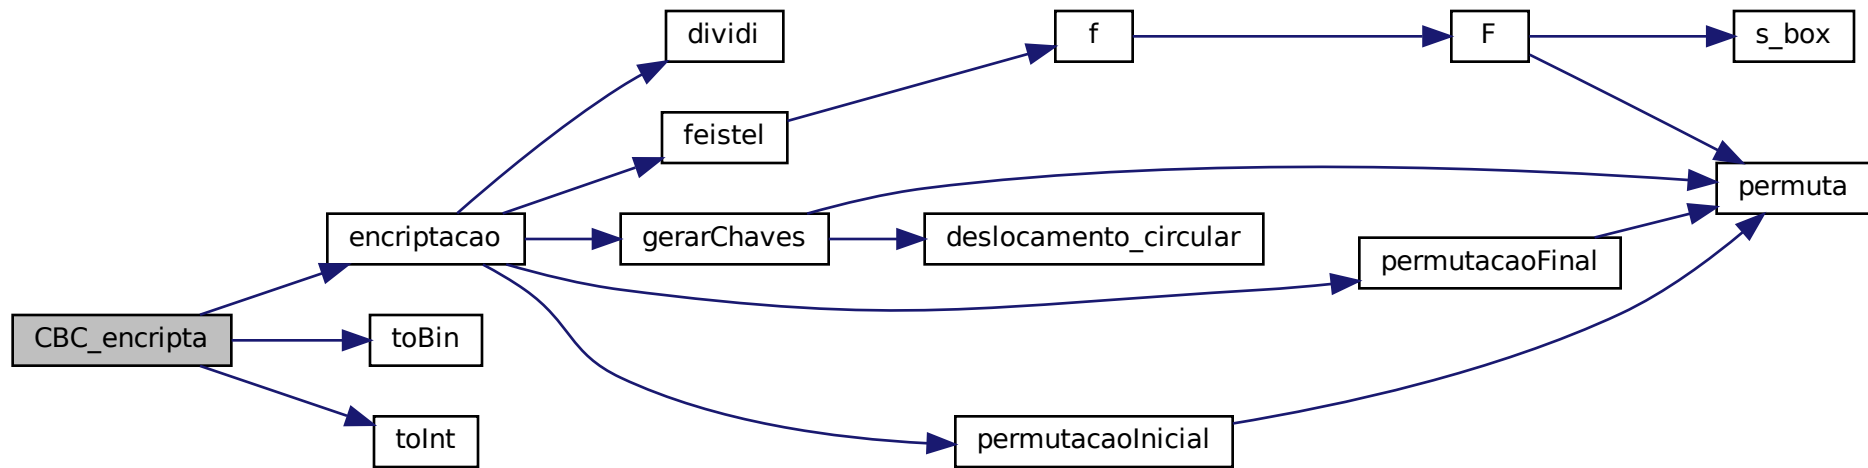 dividi
f
F
s_box
feistel
permuta
encriptacao
gerarChaves
deslocamento_circular
permutacaoFinal
CBC_encripta
toBin
toInt
permutacaoInicial